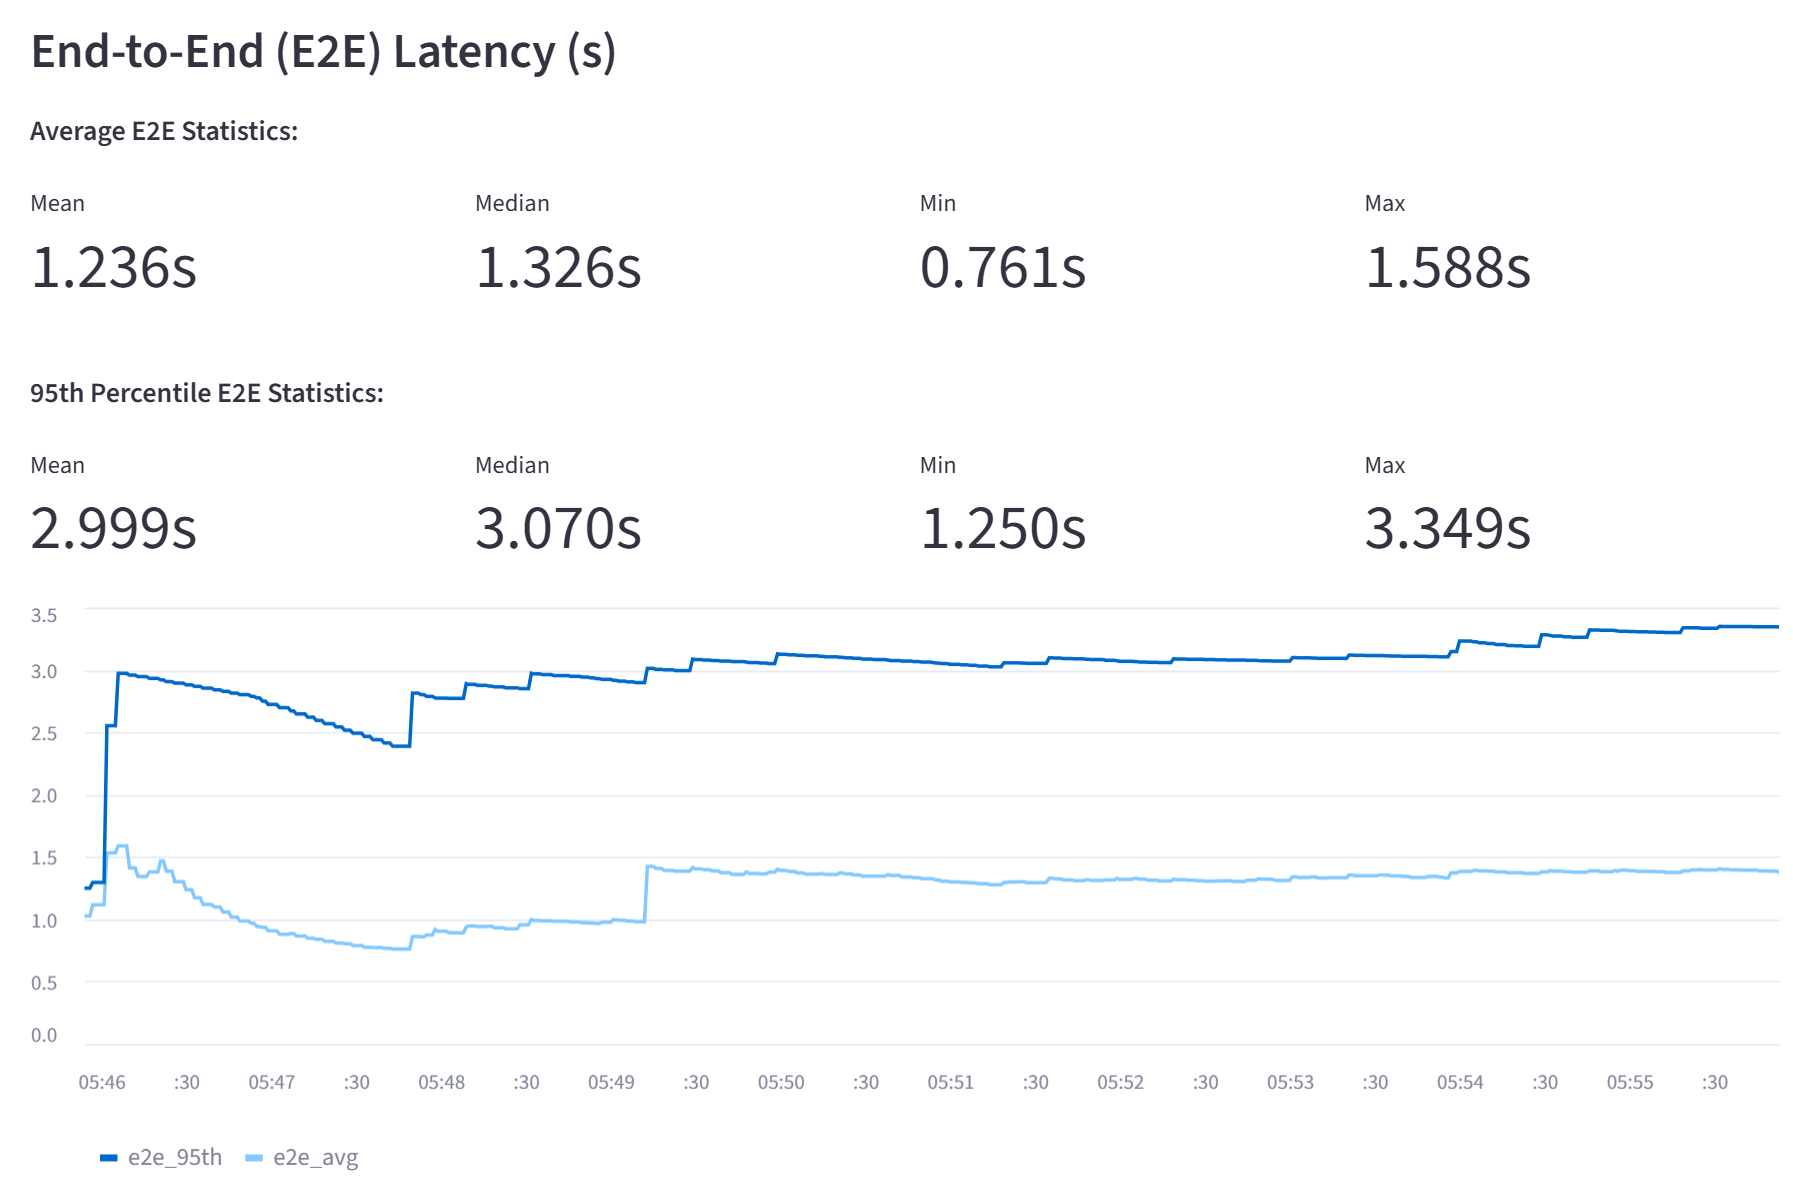 End-to-End (E2E) Latency (s)
Average E2E Statistics:
Mean Median Min Max
1.236s 1.326s 0.761s 1.588s
95th Percentile E2E Statistics:
Mean Median Min Max
2.999s 3.070s 1.250s 3.349s
3.5
3.0
2.5
2.0
1.5
1.0
0.5
0.0
05:46 :30 05:47 :30 05:48 :30 05:49 :30 05:50 :30 05:51 :30 05:52 :30 05:53 :30 05:54 :30 05:55 :30
e2e_95th e2e_avg